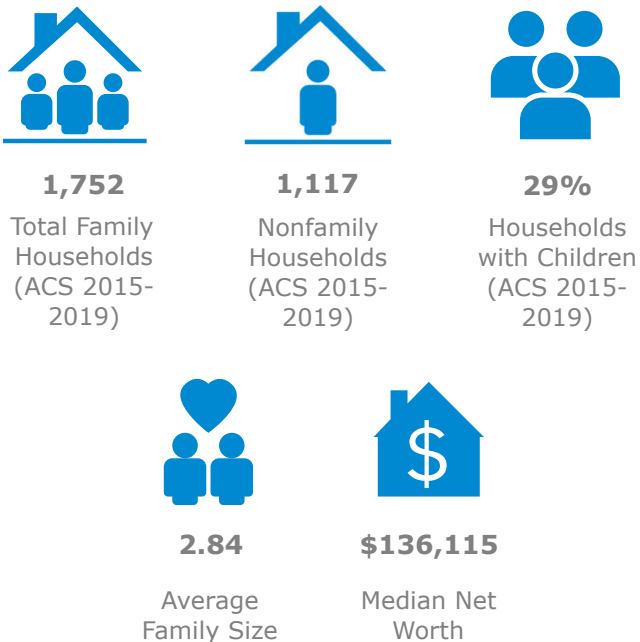 1,752
Total Family
Households
(ACS 2015-
2019)
1,117
Nonfamily
Households
(ACS 2015-
2019)
29%
Households
with Children
(ACS 2015-
2019)
$
2.84
Average
Family Size
$136,115
Median Net
Worth